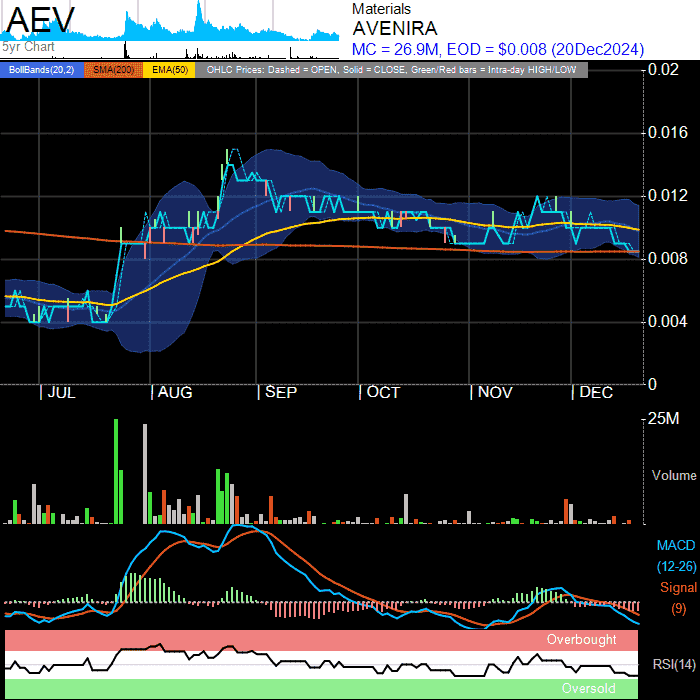 AEV
5yr Chart
Materials
AVENIRA
MC = 26.9M, EOD = $0.008 (20Dec2024)
BollBands(20,2) SMA(200) EMA(50) OHLC Prices: Dashed = OPEN, Solid = CLOSE, Green/Red bars = Intra-day HIGH/LOW
0.02
0.016
0.012
0.008
0.004
0
JUL AUG SEP OCT NOV DEC
25M
Volume
MACD
(12-26)
Signal
(9)
Overbought
RSI(14)
Oversold